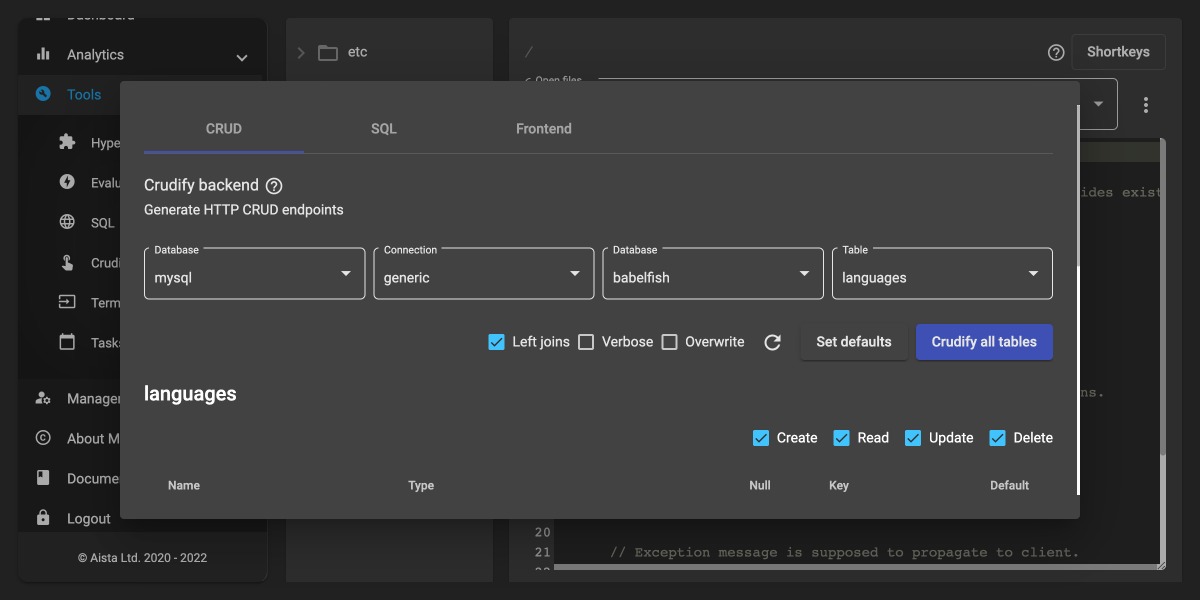 Dashboard
Analytics
Tools
Hype
Evalu
SQL
Crudi
Term
Tasks
Manager
About M
Docume
Logout
© Aista Ltd. 2020 - 2022
etc
/
Shortkeys
Open files
ides exist
ns.
20
21 // Exception message is supposed to propagate to client.
CRUD SQL Frontend
Crudify backend
Generate HTTP CRUD endpoints
Database Connection Database Table
mysql generic babelfish languages
Left joins Verbose Overwrite Set defaults Crudify all tables
languages
Create Read Update Delete
Name Type Null Key Default